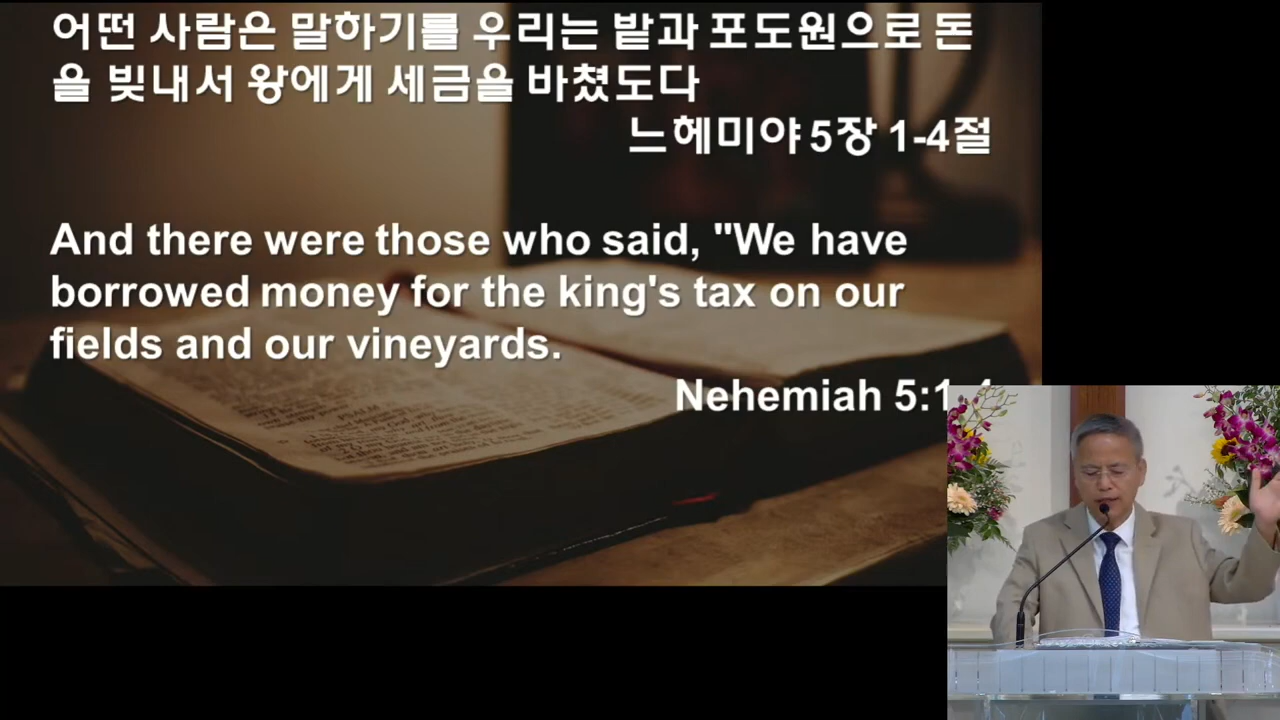 어떤 사람은 말하기를 우리는 밭과 포도원으로 돈
을 빚내서 왕에게 세금을 바쳤도다
느헤미야 5장 1-4절
And there were those who said, "We have
borrowed money for the king's tax on our
fields and our vineyards.
Nehemiah 5:1-4